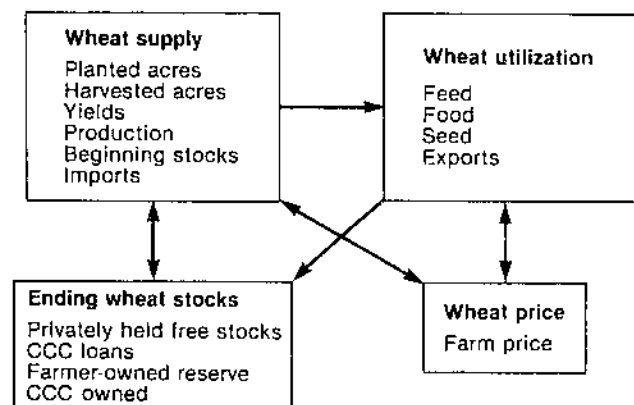 Wheat supply
Planted acres
Harvested acres
Yields
Production
Beginning stocks
Imports
Wheat utilization
Feed
Food
Seed
Exports
Ending wheat stocks
Privately held free stocks
CCC loans
Farmer-owned reserve
CCC owned
Wheat price
Farm price